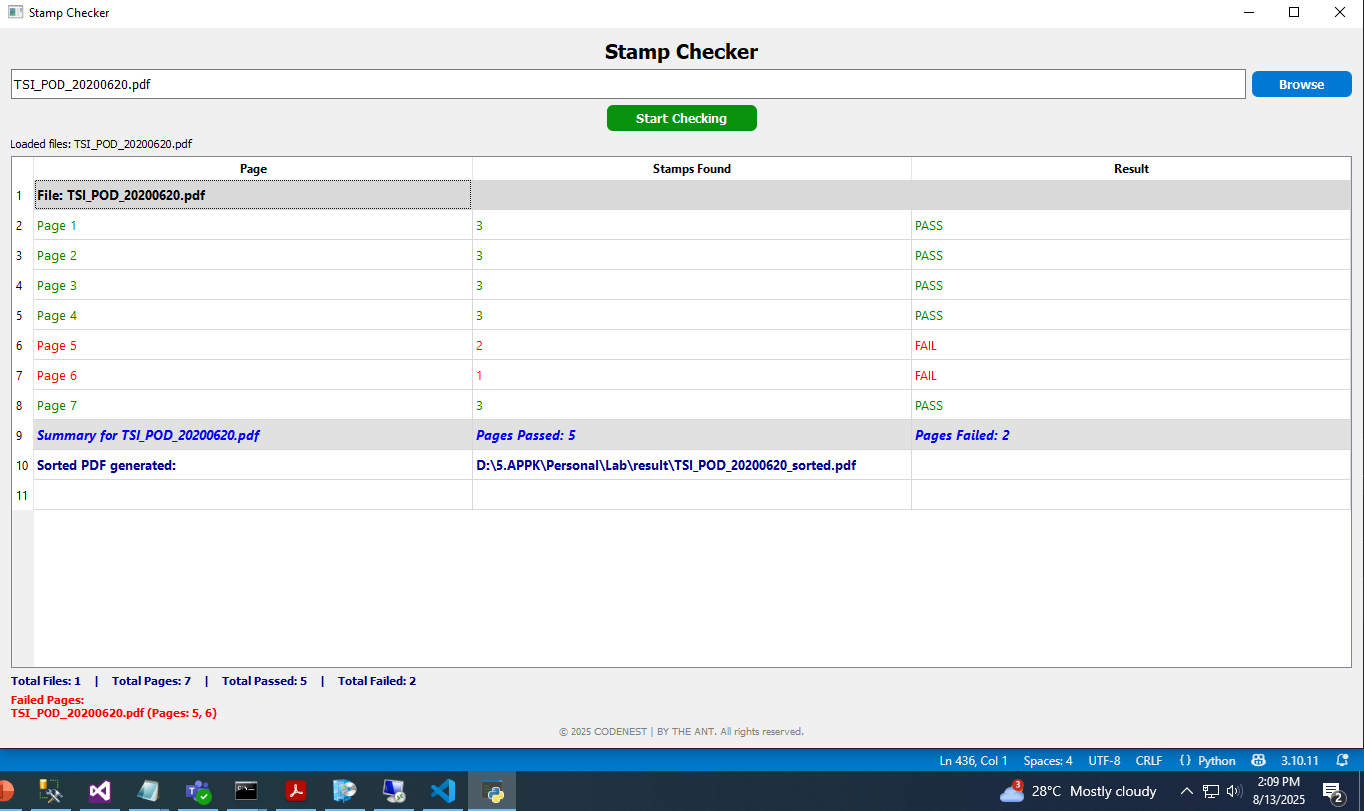 Stamp Checker
Stamp Checker
TSI_POD_20200620.pdf Browse
Start Checking
Loaded files: TSI_POD_20200620.pdf
Page Stamps Found Result
1 File: TSI_POD_20200620.pdf
2 Page 1 3 PASS
3 Page 2 3 PASS
4 Page 3 3 PASS
5 Page 4 3 PASS
6 Page 5 2 FAIL
7 Page 6 1 FAIL
8 Page 7 3 PASS
9 Summary for TSI_POD_20200620.pdf Pages Passed: 5 Pages Failed: 2
10 Sorted PDF generated: D:\5.APPK\Personal\Lab\result\TSI_POD_20200620_sorted.pdf
11
Total Files: 1 | Total Pages: 7 | Total Passed: 5 | Total Failed: 2
Failed Pages:
TSI_POD_20200620.pdf (Pages: 5, 6)
© 2025 CODENEST | BY THE ANT. All rights reserved.
Ln 436, Col 1 Spaces: 4 UTF-8 CRLF {} Python 3.10.11
3 28°C Mostly cloudy 2:09 PM
8/13/2025 2